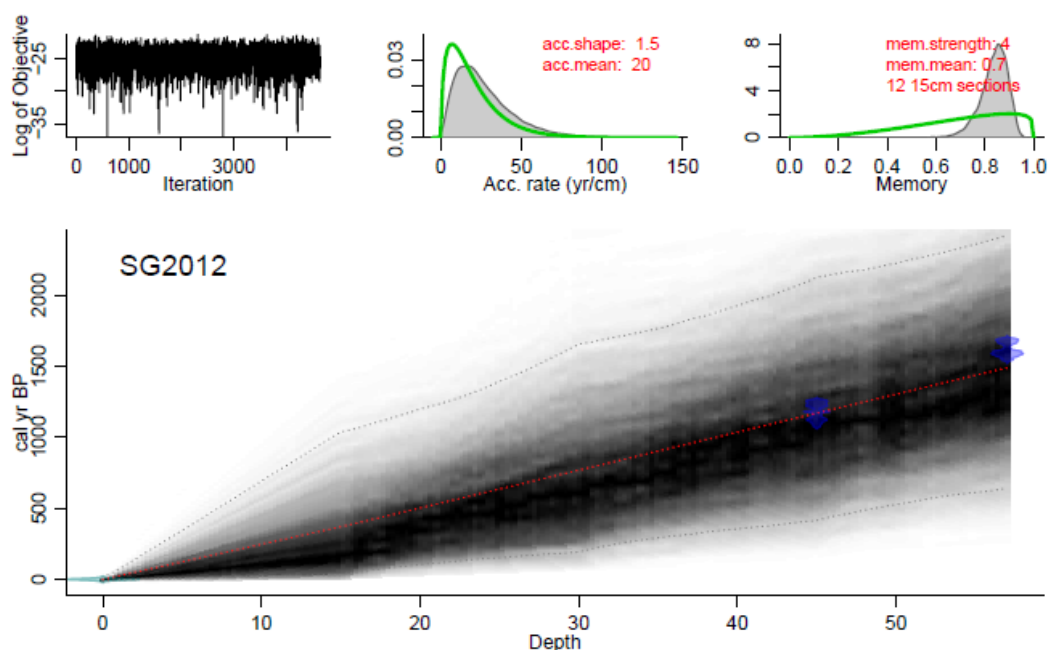 Log of Objective
-25
-35
0
1000
3000
Iteration
acc.shape: 1.5
acc.mean: 20
0.03
0.00
0
50
100
150
Acc. rate (yr/cm)
mem.strength: 4
mem.mean: 0.7
12 15cm sections
8
4
2
0
0.0
0.2
0.4
0.6
0.8
1.0
Memory
SG2012
cal yr BP
2000
1500
1000
500
0
0
10
20
30
40
50
Depth